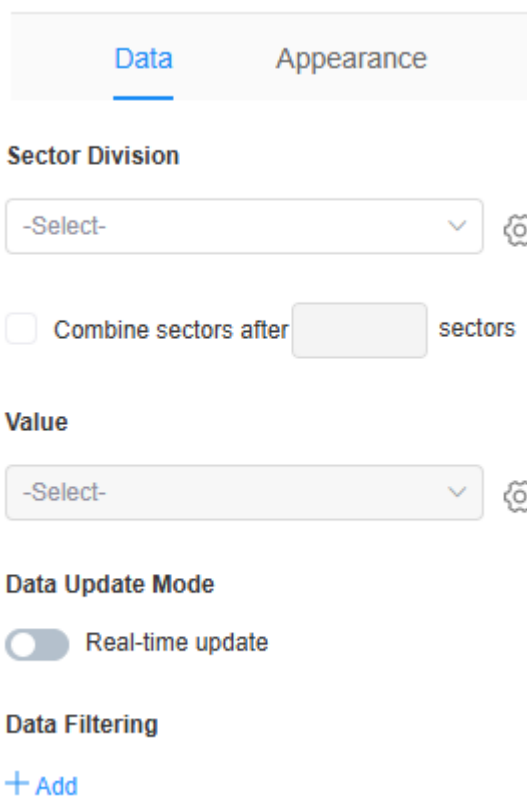 Data Appearance
Sector Division
-Select-
Combine sectors after sectors
Value
-Select-
Data Update Mode
Real-time update
Data Filtering
+ Add